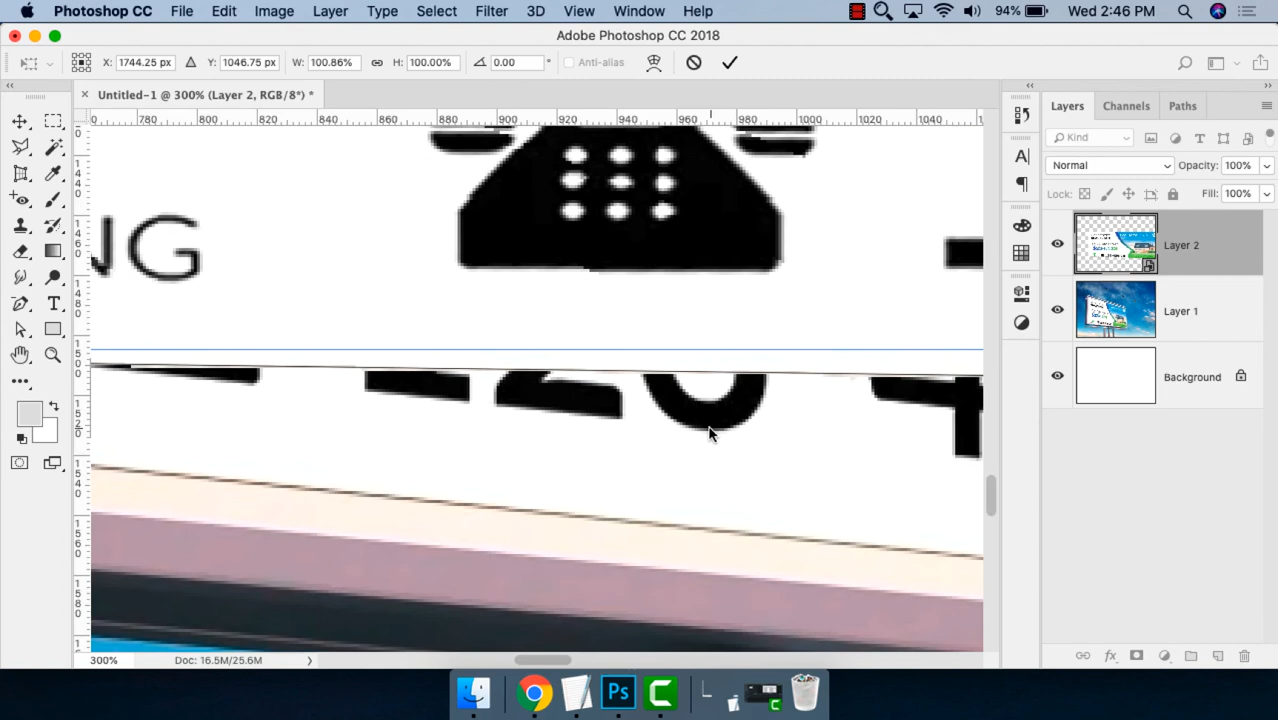 Photoshop CC File Edit Image Layer Type Select Filter 3D View Window Help 94% Wed 2:46 PM
Adobe Photoshop CC 2018
X: 1744.25 px Y: 1046.75 px W: 100.86% H: 100.00% 0.00 ° Anti-alias
Untitled-1 @ 300% (Layer 2, RGB/8*) *
780 800 820 840 860 880 900 920 940 960 980 1000 1020 1040
NG
Layers Channels Paths
Kind
Normal Opacity: 100%
Lock: Fill: 100%
Layer 2
Layer 1
Background
300% Doc: 16.5M/25.6M